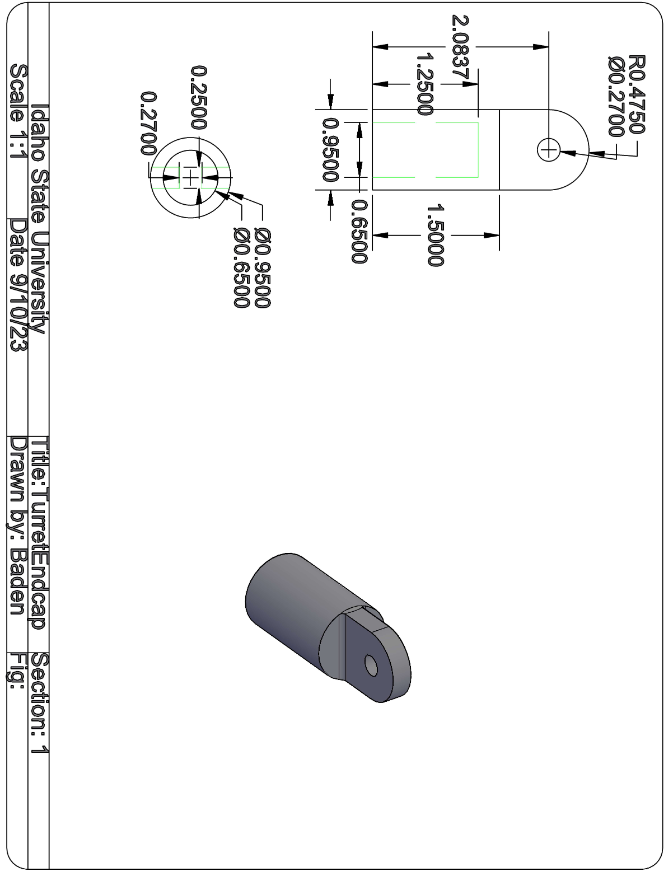 R0.4750
Ø0.2700
2.0837
1.2500
0.9500
0.6500
1.5000
0.2500
0.2700
Ø0.9500
Ø0.6500
Idaho State University Title:TurretEndcap Section: 1
Scale 1:1 Date 9/10/23 Drawn by: Baden Fig: